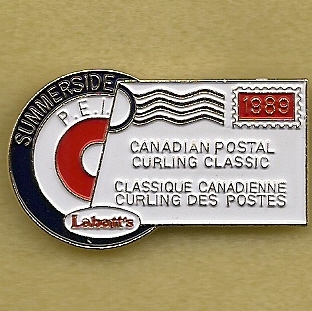 SUMMERSIDE
P.E.I.
1989
CANADIAN POSTAL
CURLING CLASSIC
CLASSIQUE CANADIENNE
CURLING DES POSTES
Labatt's